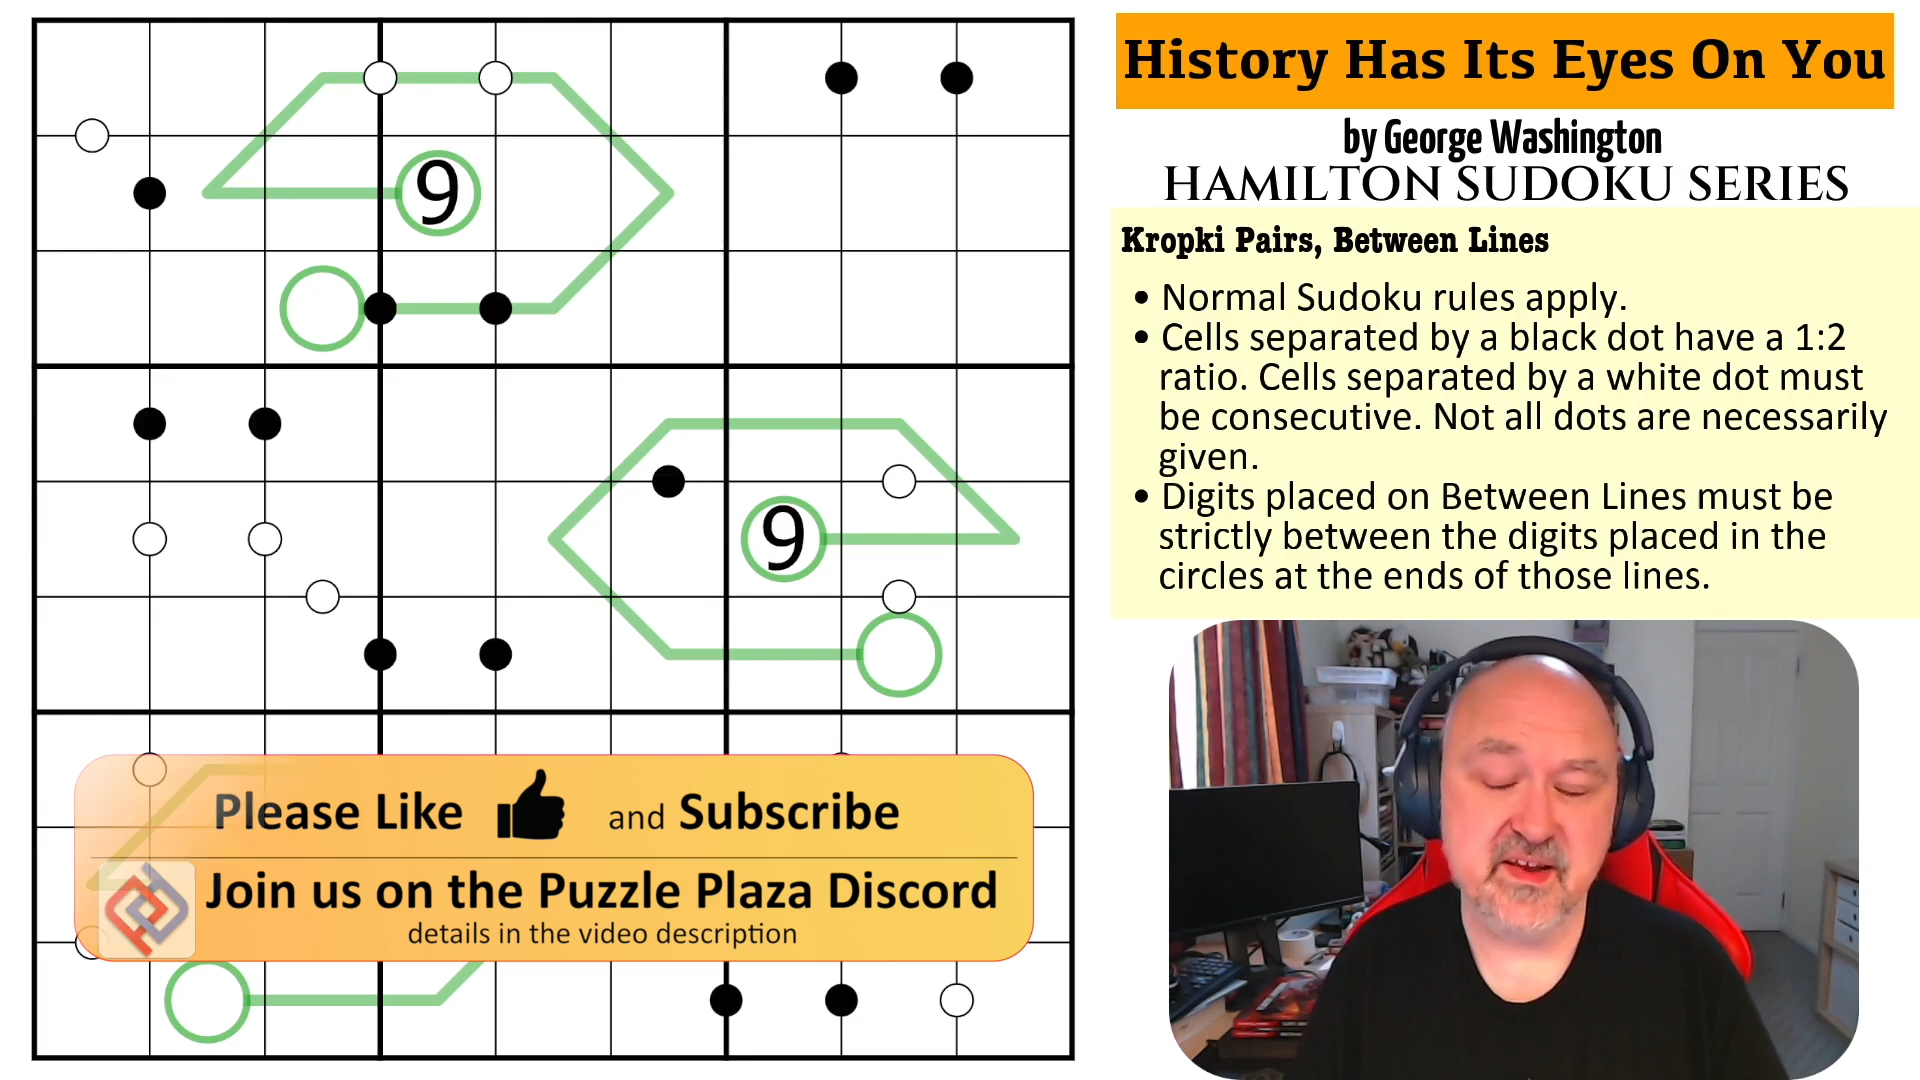 History Has Its Eyes On You
by George Washington
HAMILTON SUDOKU SERIES
Kropki Pairs, Between Lines
• Normal Sudoku rules apply.
• Cells separated by a black dot have a 1:2
ratio. Cells separated by a white dot must
be consecutive. Not all dots are necessarily
given.
• Digits placed on Between Lines must be
strictly between the digits placed in the
circles at the ends of those lines.
9
9
Please Like and Subscribe
Join us on the Puzzle Plaza Discord
details in the video description